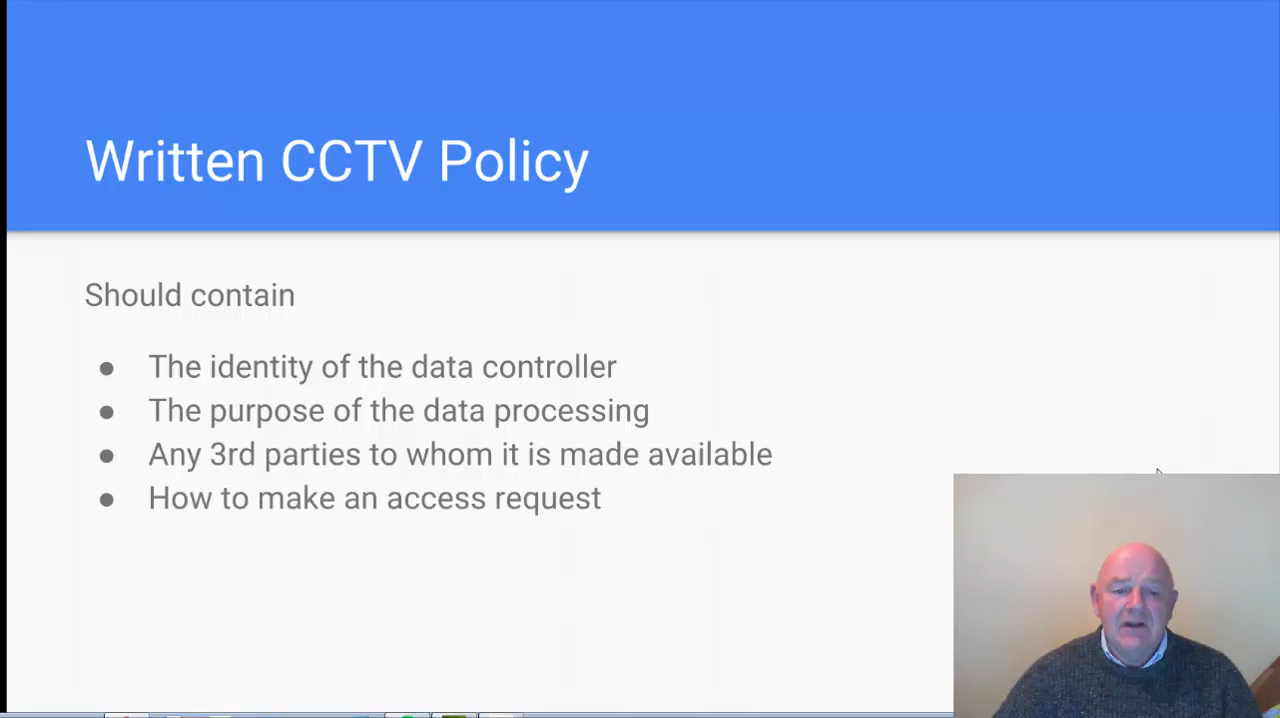 Written CCTV Policy
Should contain
● The identity of the data controller
● The purpose of the data processing
● Any 3rd parties to whom it is made available
● How to make an access request